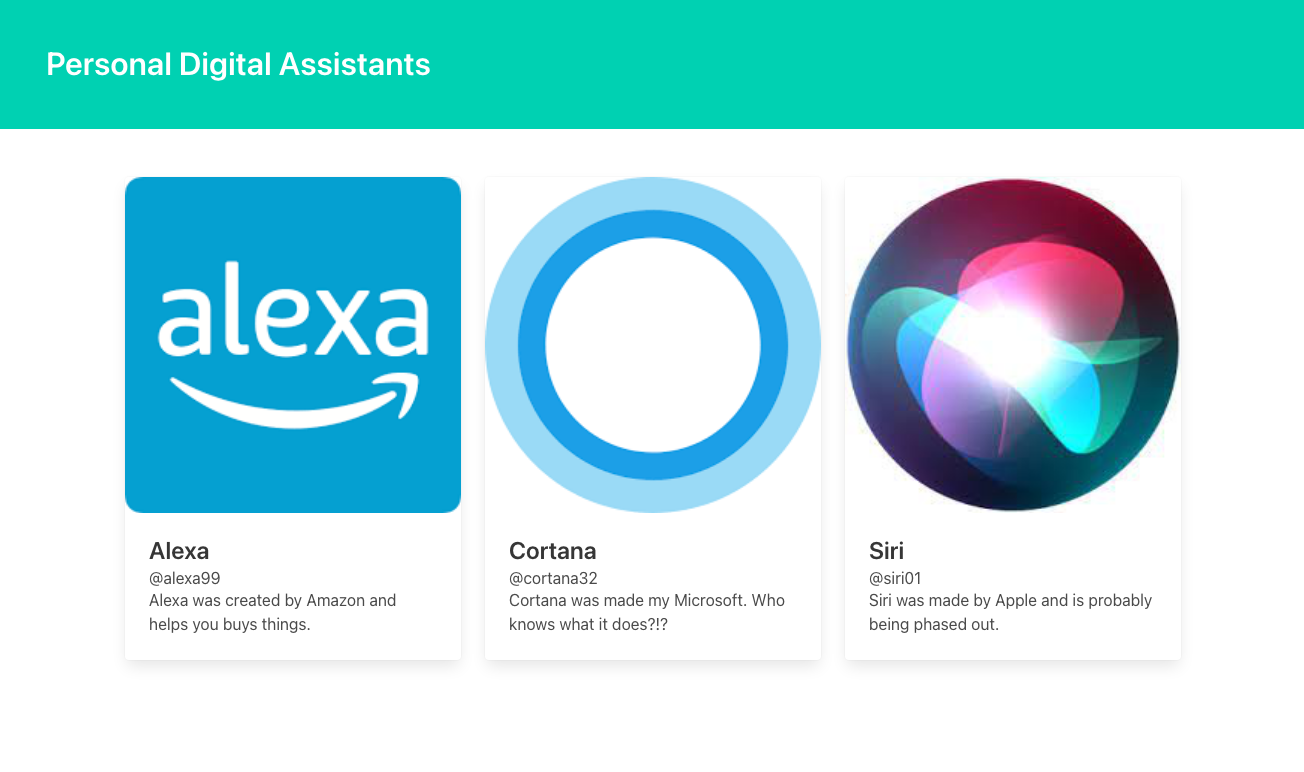 Personal Digital Assistants
alexa
Alexa
@alexa99
Alexa was created by Amazon and
helps you buys things.
Cortana
@cortana32
Cortana was made my Microsoft. Who
knows what it does?!?
Siri
@siri01
Siri was made by Apple and is probably
being phased out.